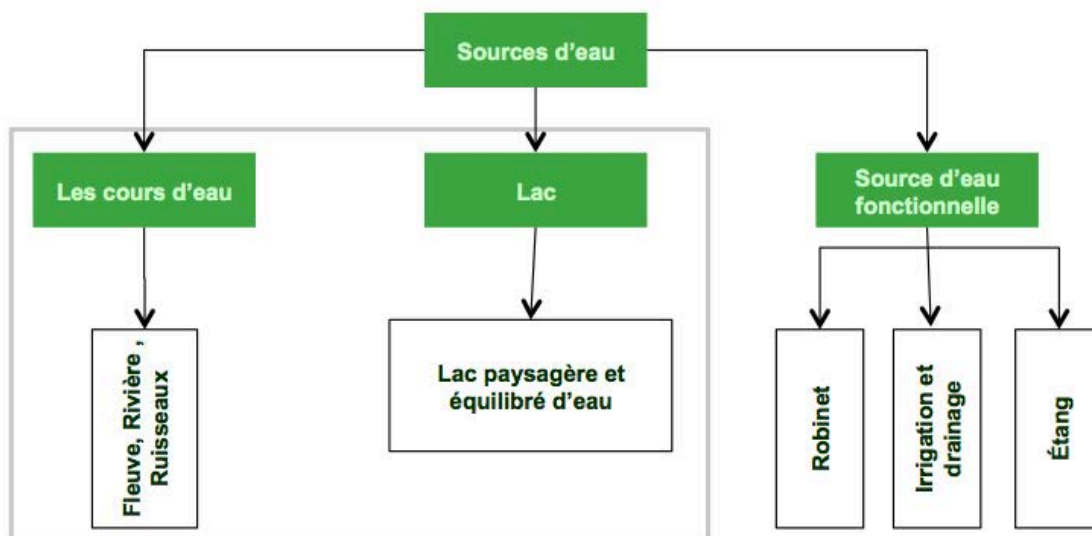 Sources d'eau
Les cours d'eau
Lac
Source d'eau
fonctionnelle
Fleuve, Rivière ,
Ruisseaux
Lac paysagère et
équilibré d'eau
Robinet
Irrigation et
drainage
Étang